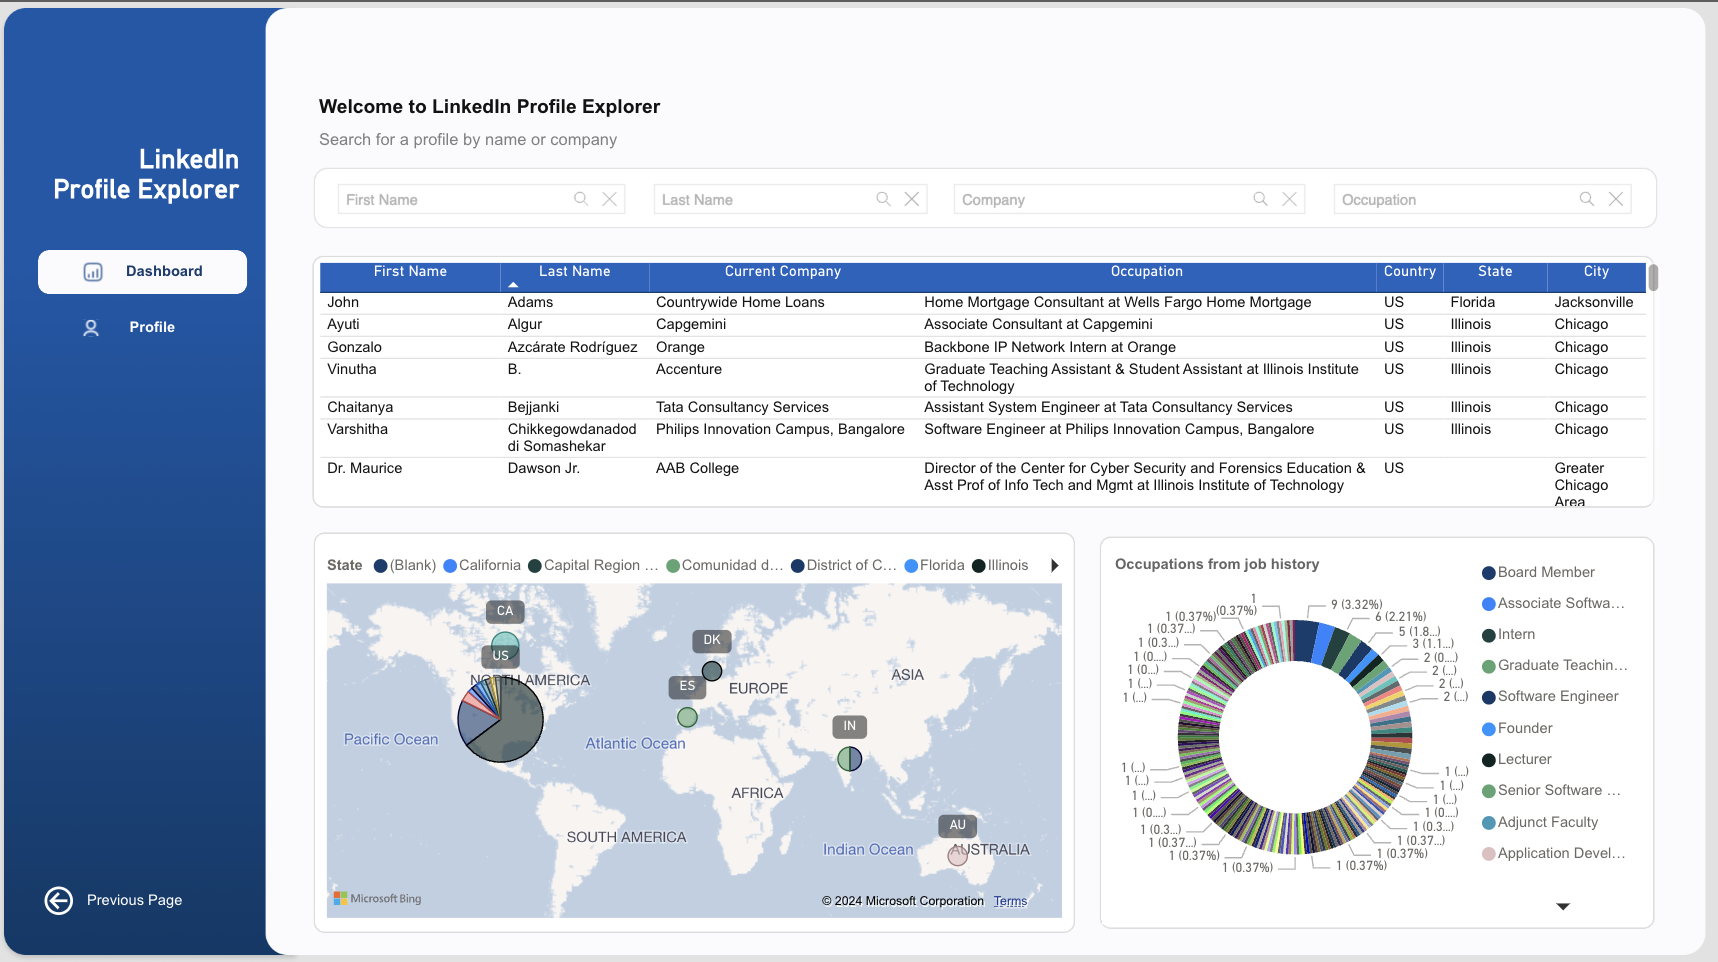 LinkedIn
Profile Explorer
Dashboard
Profile
Previous Page
Welcome to LinkedIn Profile Explorer
Search for a profile by name or company
First Name
Last Name
Company
Occupation
First Name Last Name Current Company Occupation Country State City
John Adams Countrywide Home Loans Home Mortgage Consultant at Wells Fargo Home Mortgage US Florida Jacksonville
Ayuti Algur Capgemini Associate Consultant at Capgemini US Illinois Chicago
Gonzalo Azcárate Rodríguez Orange Backbone IP Network Intern at Orange US Illinois Chicago
Vinutha B. Accenture Graduate Teaching Assistant & Student Assistant at Illinois Institute US Illinois Chicago
of Technology
Chaitanya Bejjanki Tata Consultancy Services Assistant System Engineer at Tata Consultancy Services US Illinois Chicago
Varshitha Chikkegowdanadod Philips Innovation Campus, Bangalore Software Engineer at Philips Innovation Campus, Bangalore US Illinois Chicago
di Somashekar
Dr. Maurice Dawson Jr. AAB College Director of the Center for Cyber Security and Forensics Education & US Greater
Asst Prof of Info Tech and Mgmt at Illinois Institute of Technology Chicago
Area
State (Blank) California Capital Region ... Comunidad d... District of C... Florida Illinois
CA
US
NORTH AMERICA
DK
ES
EUROPE
ASIA
IN
Pacific Ocean
Atlantic Ocean
AFRICA
SOUTH AMERICA
Indian Ocean
AU
AUSTRALIA
Microsoft Bing
© 2024 Microsoft Corporation Terms
Occupations from job history
9 (3.32%)
6 (2.21%)
5 (1.8...)
3 (1.1...)
2 (0....)
2 (...)
2 (...)
2 (...)
1 (...)
1 (...)
1 (...)
1 (0....)
1 (0.3...)
1 (0.37...)
1 (0.37%)
1 (0.37%)
1 (0.37%)
1 (0.37%)
1 (0.37...)
1 (0.3...)
1 (0....)
1 (...)
1 (...)
1 (...)
1 (...)
1 (...)
1 (0...)
1 (0....)
1 (0.3...)
1 (0.37...)
1 (0.37%)
1
(0.37%)
Board Member
Associate Softwa...
Intern
Graduate Teachin...
Software Engineer
Founder
Lecturer
Senior Software ...
Adjunct Faculty
Application Devel...